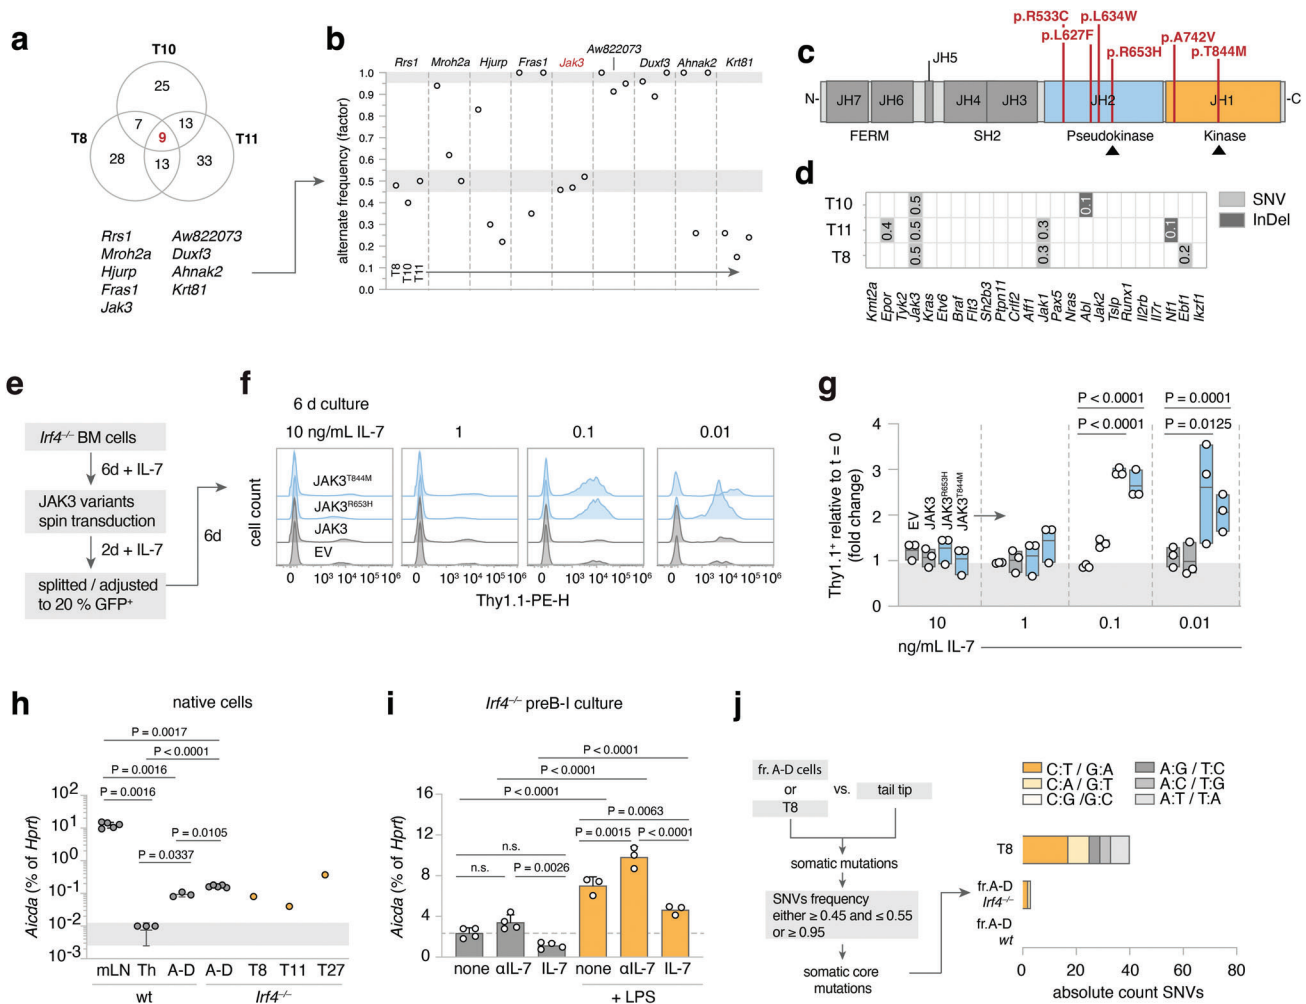 a
T10
25
7
13
9
T8
T11
28
13
33
Rrs1
Mroh2a
Hjurp
Fras1
Jak3
Aw822073
Duxf3
Ahnak2
Krt81
b
Aw822073
Rrs1 Mroh2a Hjurp Fras1 Jak3 Duxf3 Ahnak2 Krt81
alternate frequency (factor)
1.0
0.9
0.8
0.7
0.6
0.5
0.4
0.3
0.2
0.1
0.0
T8
T10
T11
c
p.R533C p.L634W
p.L627F
p.R653H
p.A742V
p.T844M
JH5
N- JH7 JH6 JH4 JH3 JH2 JH1 -C
FERM SH2 Pseudokinase Kinase
d
T10 0.5 0.1
T11 0.4 0.5 0.3 0.1
T8 0.5 0.3 0.2
SNV
InDel
Kmt2a Epor Tyk2 Jak3 Kras Etv6 Braf Flt3 Sh2b3 Ptpn11 Crlf2 Aff1 Jak1 Pax5 Nras Abl Jak2 Tslp Runx1 Il2rb Il7r Nf1 Ebf1 Ikzf1
e
Irf4–/– BM cells
6d + IL-7
JAK3 variants
spin transduction
2d + IL-7
splitted / adjusted
to 20 % GFP+
6d
f
6 d culture
10 ng/mL IL-7 1 0.1 0.01
cell count
JAK3T844M
JAK3R653H
JAK3
EV
0 10³ 10⁵ 10⁶ 0 10³ 10⁵ 10⁶ 0 10³ 10⁵ 10⁶ 0 10³ 10⁵ 10⁶
Thy1.1-PE-H
g
P < 0.0001 P = 0.0001
P < 0.0001 P = 0.0125
Thy1.1+ relative to t = 0
(fold change)
4
3
2
1
0
EV
JAK3
JAK3R653H
JAK3T844M
10 1 0.1 0.01
ng/mL IL-7
h
native cells
P = 0.0017
P < 0.0001
P = 0.0016
P = 0.0016
P = 0.0105
P = 0.0337
Aicda (% of Hprt)
10²
10¹
10⁰
10-1
10-2
10-3
mLN Th A-D A-D T8 T11 T27
wt Irf4–/–
i
Irf4–/– preB-I culture
P < 0.0001
P < 0.0001
P < 0.0001
P = 0.0063
P = 0.0015 P < 0.0001
n.s.
n.s. P = 0.0026
Aicda (% of Hprt)
16
12
8
4
0
none αIL-7 IL-7 none αIL-7 IL-7
+ LPS
j
fr. A-D cells
or
T8
vs.
tail tip
somatic mutations
SNVs frequency
either ≥ 0.45 and ≤ 0.55
or ≥ 0.95
somatic core
mutations
C:T / G:A
C:A / G:T
C:G /G:C
A:G / T:C
A:C / T:G
A:T / T:A
T8
fr.A-D
Irf4–/–
fr.A-D
wt
0 20 40 60 80
absolute count SNVs